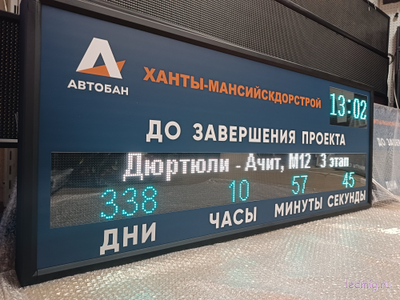 АВТОБАН
ХАНТЫ-МАНСИЙСКДОРСТРОЙ
13:02
ДО ЗАВЕРШЕНИЯ ПРОЕКТА
Дюртюли - Ачит, М12 3 этап
338 10 57 45
ДНИ ЧАСЫ МИНУТЫ СЕКУНДЫ